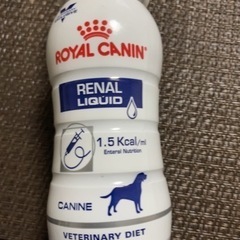 ROYAL CANIN
RENAL
LIQUID
1.5 Kcal/ml
Enteral Nutrition
CANINE
VETERINARY DIET